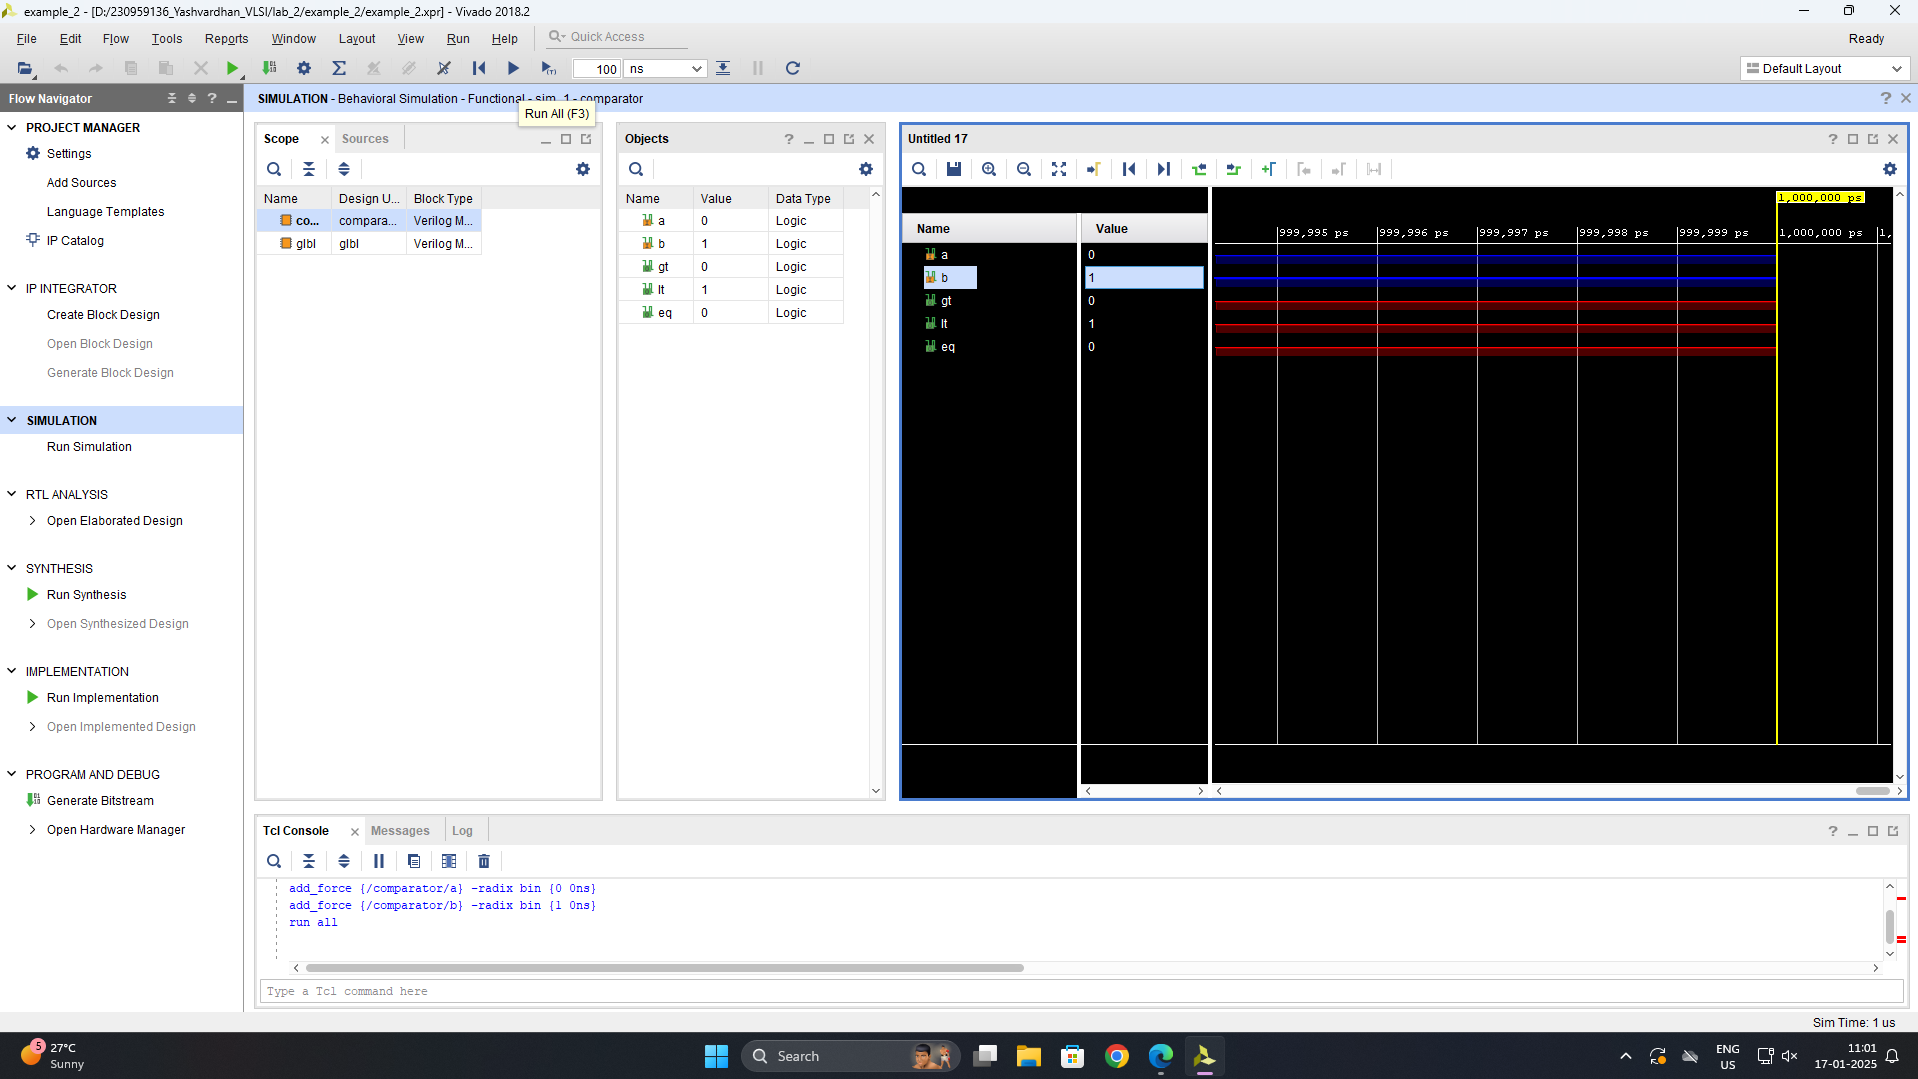 example_2 - [D:/230959136_Yashvardhan_VLSI/lab_2/example_2/example_2.xpr] - Vivado 2018.2
File Edit Flow Tools Reports Window Layout View Run Help Quick Access Ready
100 ns Default Layout
Flow Navigator
SIMULATION - Behavioral Simulation - Functional - sim_1 - comparator
Run All (F3)
PROJECT MANAGER
Settings
Add Sources
Language Templates
IP Catalog
IP INTEGRATOR
Create Block Design
Open Block Design
Generate Block Design
SIMULATION
Run Simulation
RTL ANALYSIS
Open Elaborated Design
SYNTHESIS
Run Synthesis
Open Synthesized Design
IMPLEMENTATION
Run Implementation
Open Implemented Design
PROGRAM AND DEBUG
Generate Bitstream
Open Hardware Manager
Scope Sources
Name Design U... Block Type
co... compara... Verilog M...
glbl glbl Verilog M...
Objects
Name Value Data Type
a 0 Logic
b 1 Logic
gt 0 Logic
lt 1 Logic
eq 0 Logic
Untitled 17
1,000,000 ps
Name Value
999,995 ps 999,996 ps 999,997 ps 999,998 ps 999,999 ps 1,000,000 ps 1,
a 0
b 1
gt 0
lt 1
eq 0
Tcl Console Messages Log
add_force {/comparator/a} -radix bin {0 0ns}
add_force {/comparator/b} -radix bin {1 0ns}
run all
Type a Tcl command here
Sim Time: 1 us
5
27°C
Sunny
Search
ENG
US
11:01
17-01-2025